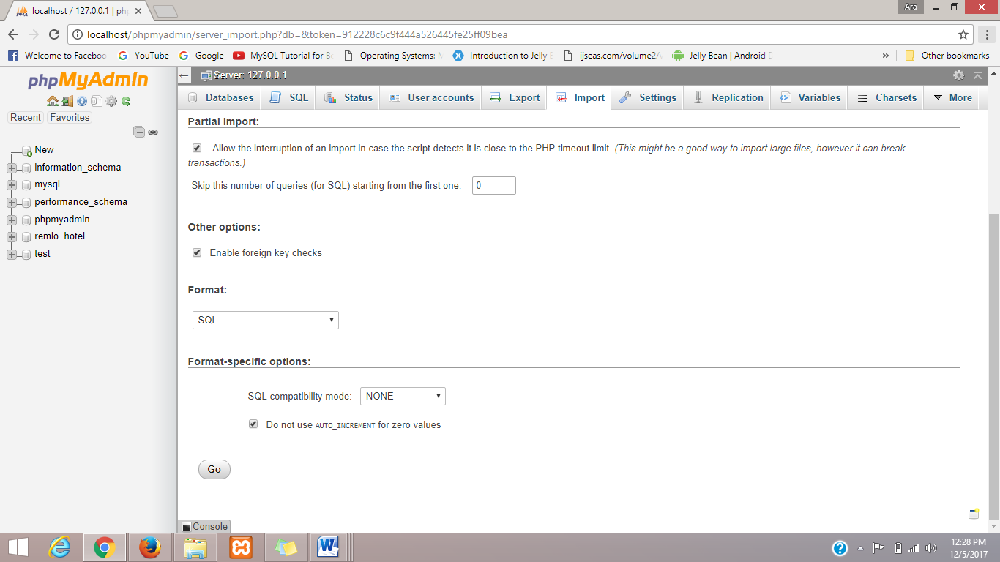 localhost / 127.0.0.1 | ph
Ara
localhost/phpmyadmin/server_import.php?db=&token=912228c6c9f444a526445fe25ff09bea
Welcome to Faceboo
YouTube
Google
MySQL Tutorial for Be
Operating Systems: M
Introduction to Jelly B
ijseas.com/volume2/v
Jelly Bean | Android D
»
Other bookmarks
phpMyAdmin
Recent
Favorites
New
information_schema
mysql
performance_schema
phpmyadmin
remlo_hotel
test
Server: 127.0.0.1
Databases
SQL
Status
User accounts
Export
Import
Settings
Replication
Variables
Charsets
More
Partial import:
Allow the interruption of an import in case the script detects it is close to the PHP timeout limit. (This might be a good way to import large files, however it can break
transactions.)
Skip this number of queries (for SQL) starting from the first one: 0
Other options:
Enable foreign key checks
Format:
SQL
Format-specific options:
SQL compatibility mode: NONE
Do not use AUTO_INCREMENT for zero values
Go
Console
12:28 PM
12/5/2017